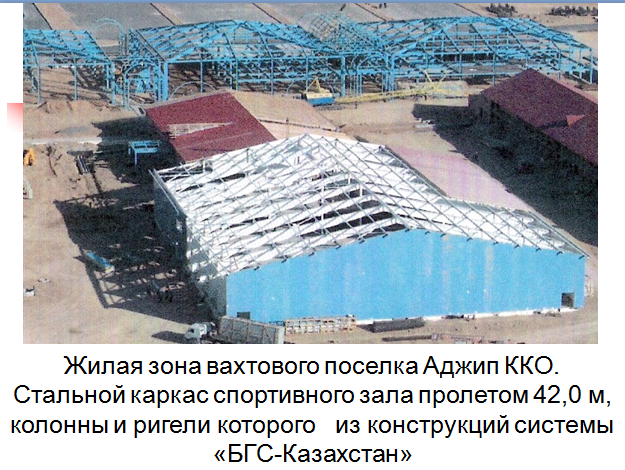 Жилая зона вахтового поселка Аджип ККО.
Стальной каркас спортивного зала пролетом 42,0 м,
колонны и ригели которого из конструкций системы
«БГС-Казахстан»